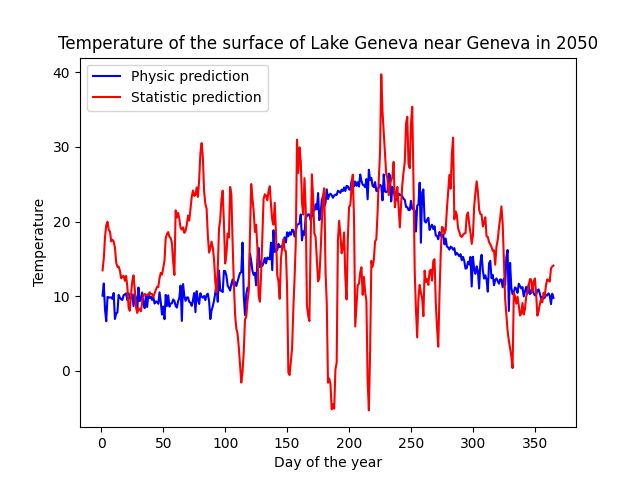 Temperature of the surface of Lake Geneva near Geneva in 2050
Physic prediction
Statistic prediction
Temperature
40
30
20
10
0
0 50 100 150 200 250 300 350
Day of the year